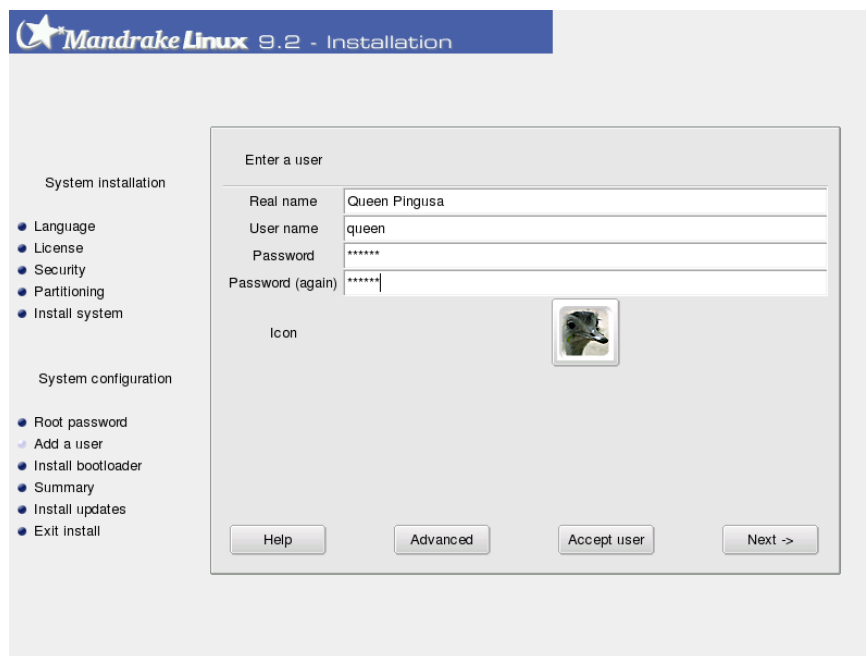 Mandrake Linux 9.2 - Installation
System installation
Language
License
Security
Partitioning
Install system
System configuration
Root password
Add a user
Install bootloader
Summary
Install updates
Exit install
Enter a user
Real name Queen Pingusa
User name queen
Password ******
Password (again) ******
Icon
Help Advanced Accept user Next ->